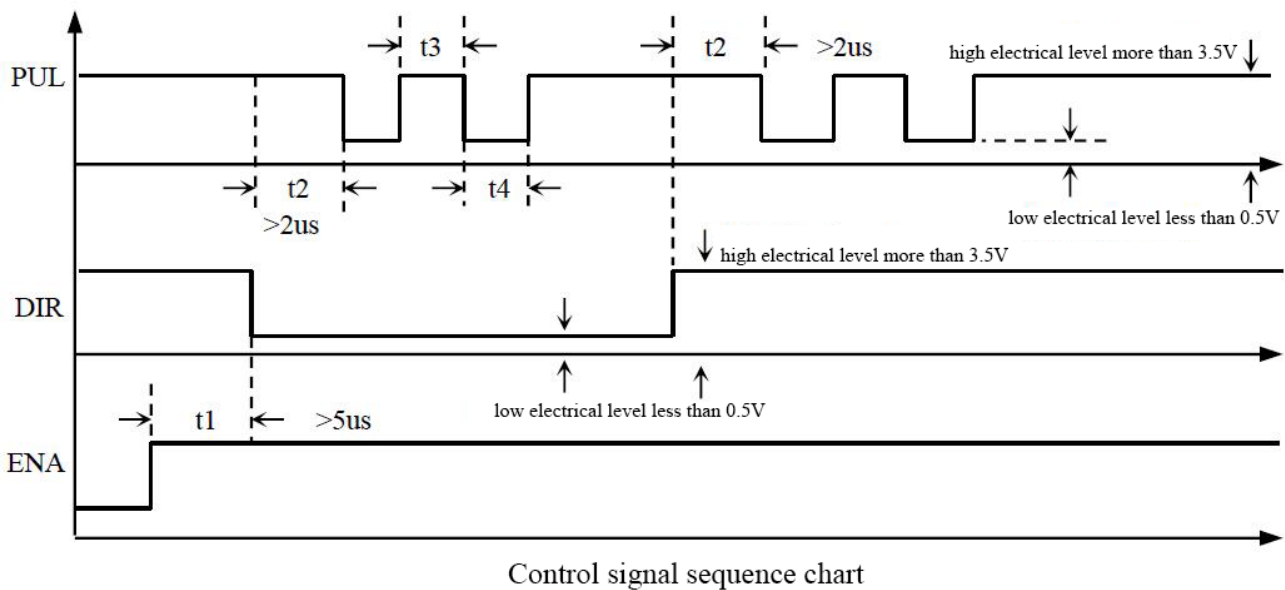 t3
t2
>2us
high electrical level more than 3.5V
PUL
t2
t4
>2us
low electrical level less than 0.5V
high electrical level more than 3.5V
DIR
low electrical level less than 0.5V
t1
>5us
ENA
Control signal sequence chart